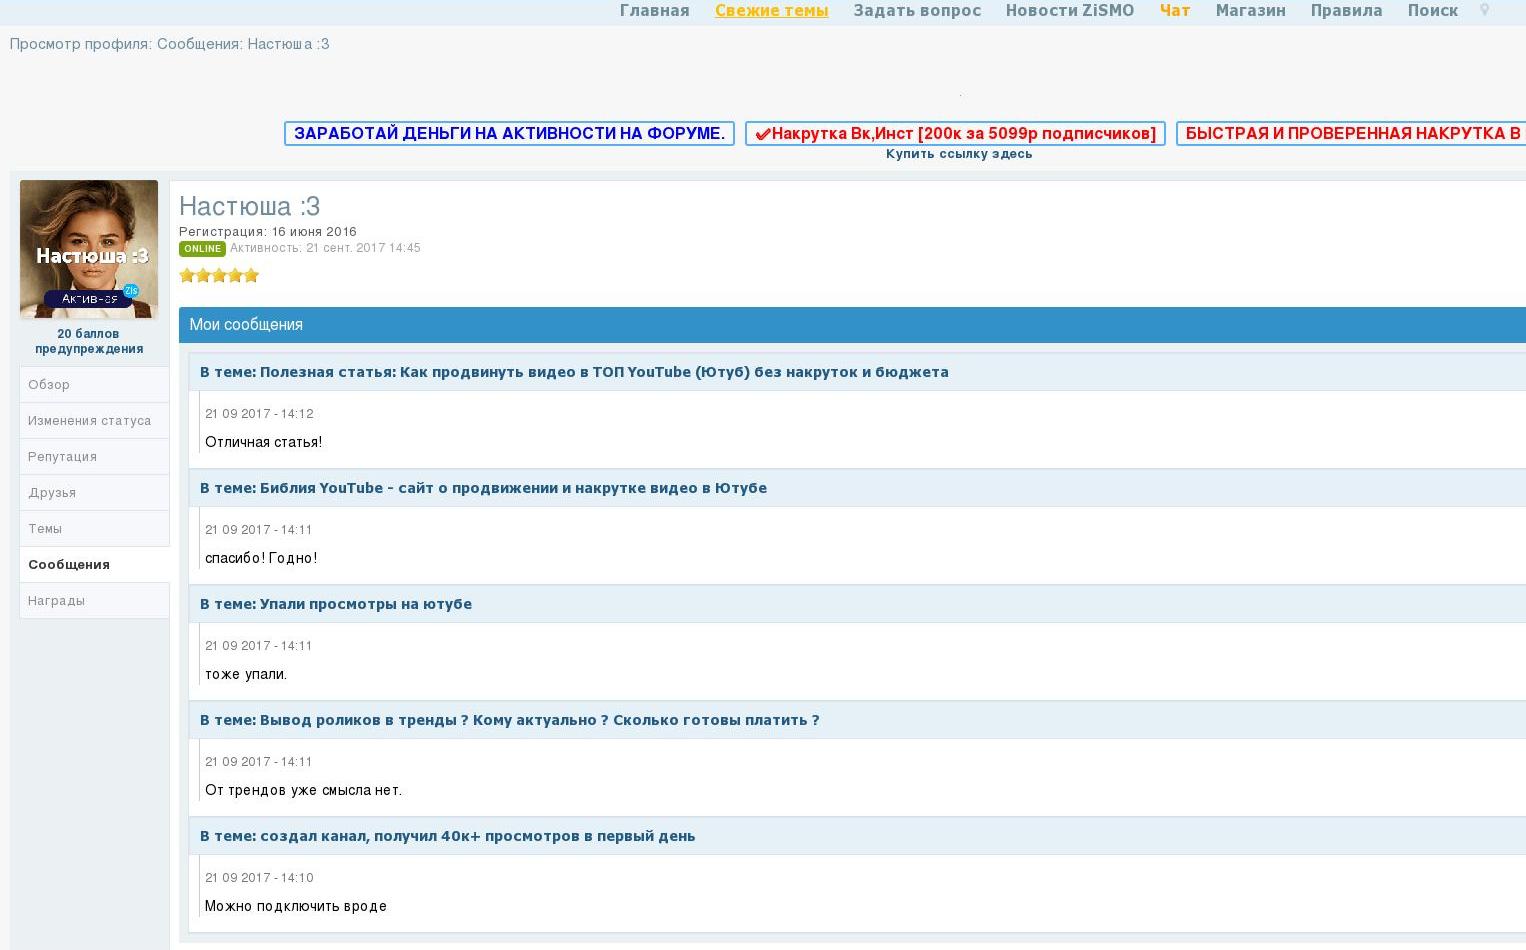 Главная Свежие темы Задать вопрос Новости ZiSMO Чат Магазин Правила Поиск
Просмотр профиля: Сообщения: Настюша :3
ЗАРАБОТАЙ ДЕНЬГИ НА АКТИВНОСТИ НА ФОРУМЕ. ✔Накрутка Вк,Инст [200к за 5099р подписчиков] БЫСТРАЯ И ПРОВЕРЕННАЯ НАКРУТКА В
Купить ссылку здесь
Настюша :3
Zis
Активная
20 баллов
предупреждения
Обзор
Изменения статуса
Репутация
Друзья
Темы
Сообщения
Награды
Настюша :3
Регистрация: 16 июня 2016
ONLINE Активность: 21 сент. 2017 14:45
Мои сообщения
В теме: Полезная статья: Как продвинуть видео в ТОП YouTube (Ютуб) без накруток и бюджета
21 09 2017 - 14:12
Отличная статья!
В теме: Библия YouTube - сайт о продвижении и накрутке видео в Ютубе
21 09 2017 - 14:11
спасибо! Годно!
В теме: Упали просмотры на ютубе
21 09 2017 - 14:11
тоже упали.
В теме: Вывод роликов в тренды ? Кому актуально ? Сколько готовы платить ?
21 09 2017 - 14:11
От трендов уже смысла нет.
В теме: создал канал, получил 40к+ просмотров в первый день
21 09 2017 - 14:10
Можно подключить вроде